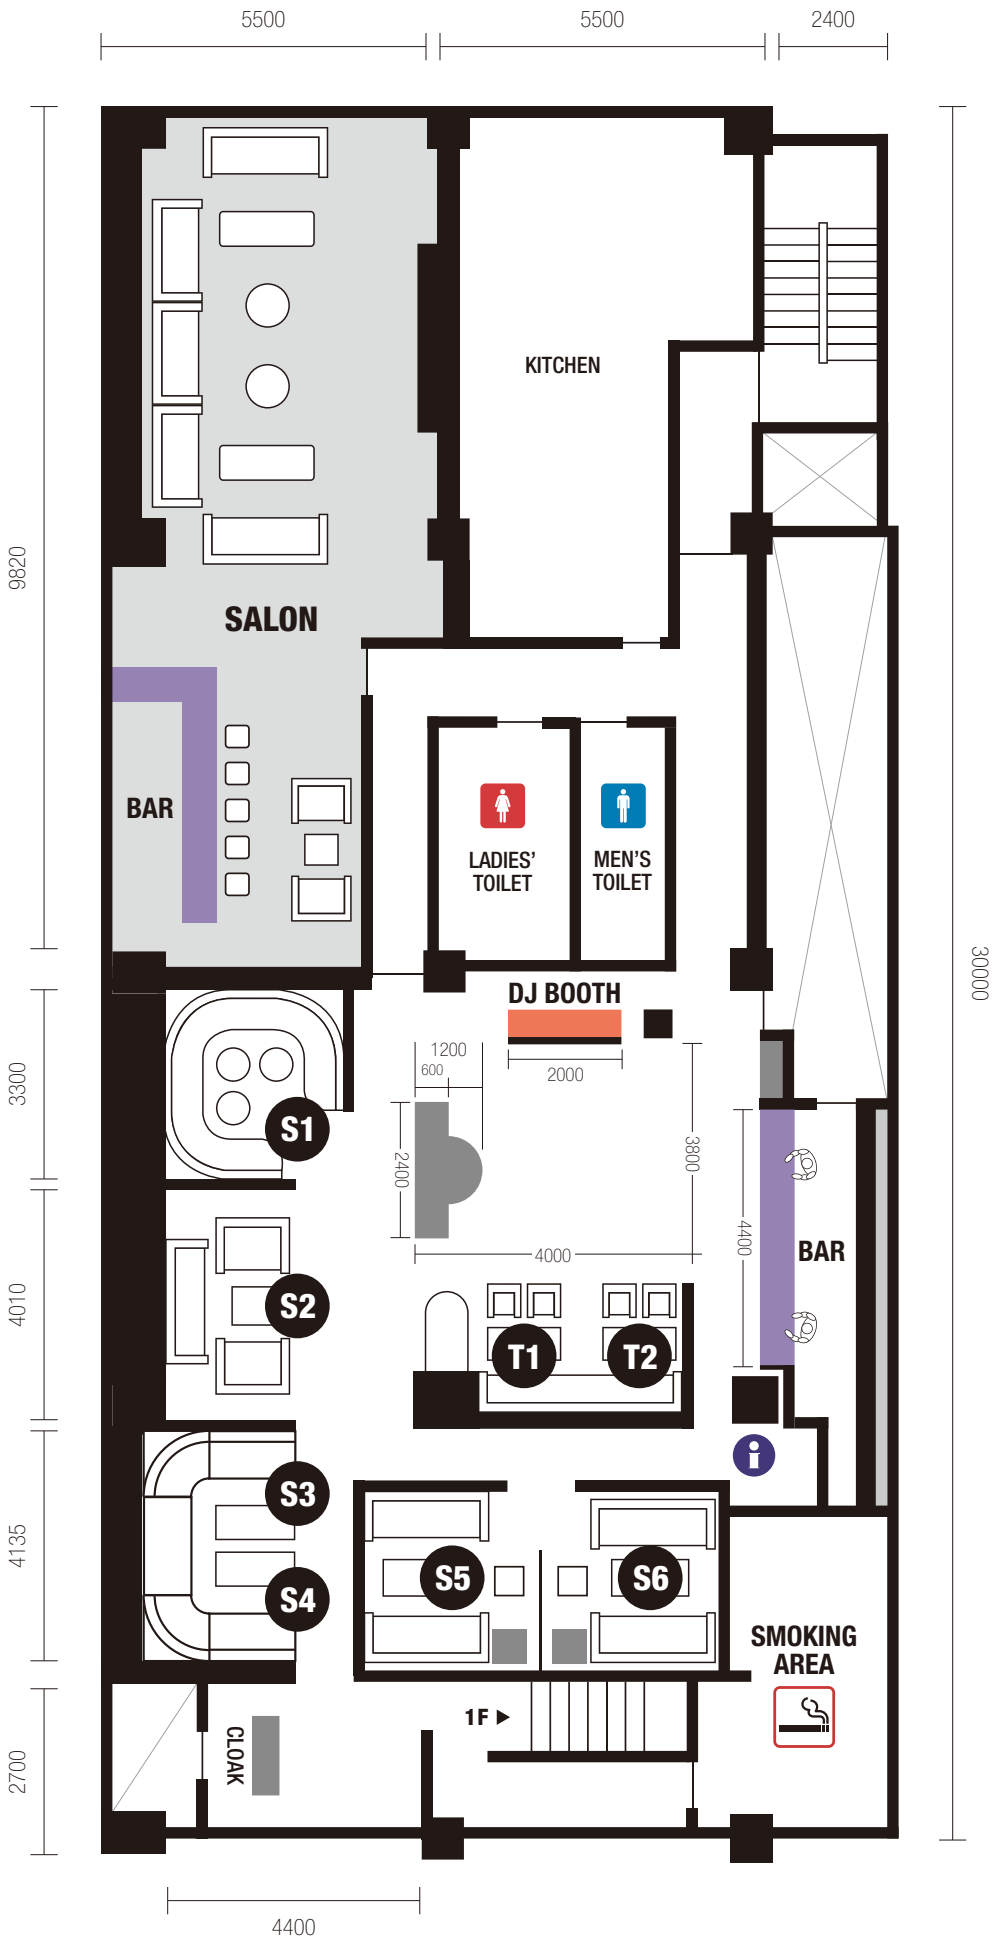 5500
5500
2400
KITCHEN
9820
SALON
BAR
LADIES'
TOILET
MEN'S
TOILET
30000
DJ BOOTH
1200
600
2000
3300
S1
2400
3800
4400
BAR
4000
4010
S2
T1
T2
S3
4135
S4
S5
S6
SMOKING
AREA
1F ▶
CLOAK
2700
4400